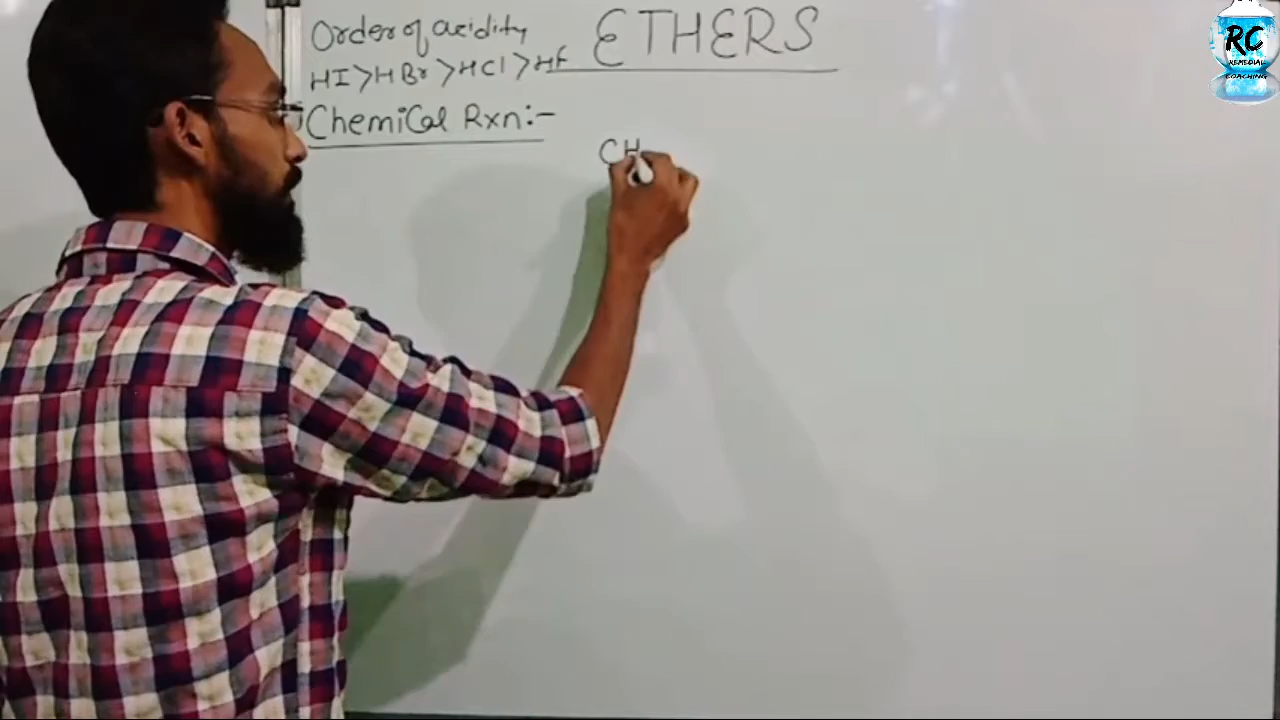 ETHERS
Order of acidity
HI>HBr>HCl>HF
Chemical Rxn:-
CH
RC
REMEDIAL
COACHING